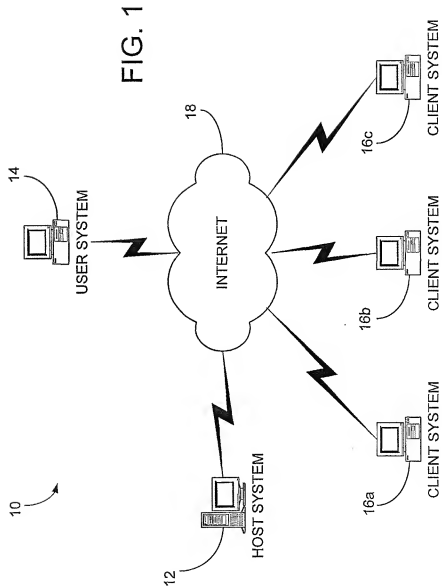 FIG. 1
10
14
USER SYSTEM
18
INTERNET
12
HOST SYSTEM
16a
CLIENT SYSTEM
16b
CLIENT SYSTEM
16c
CLIENT SYSTEM